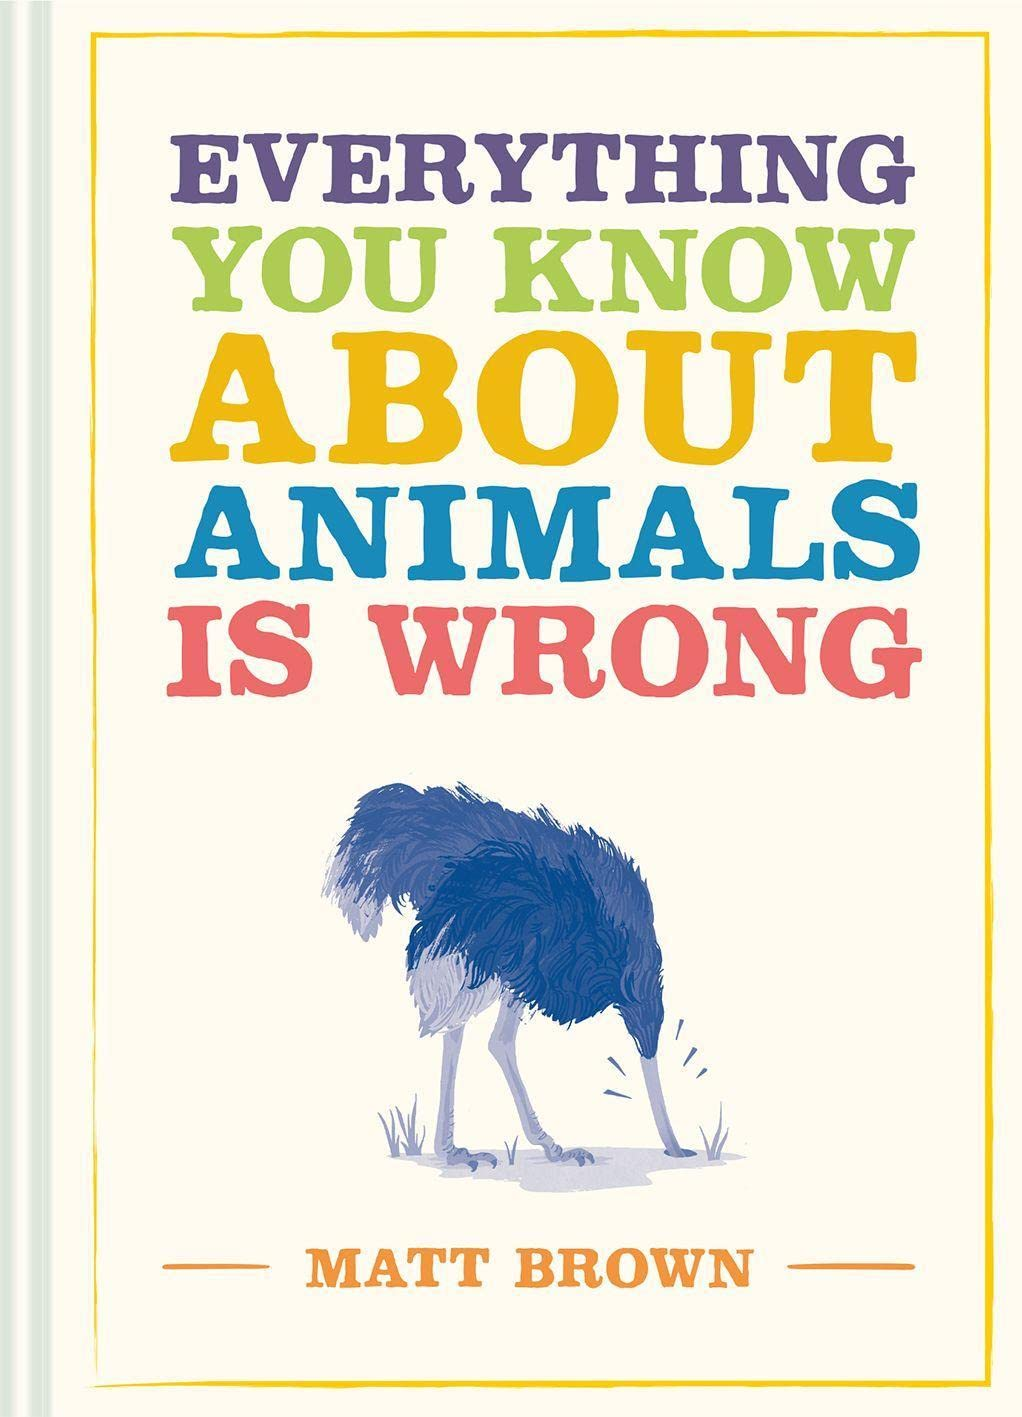 EVERYTHING
YOU KNOW
ABOUT
ANIMALS
IS WRONG
MATT BROWN